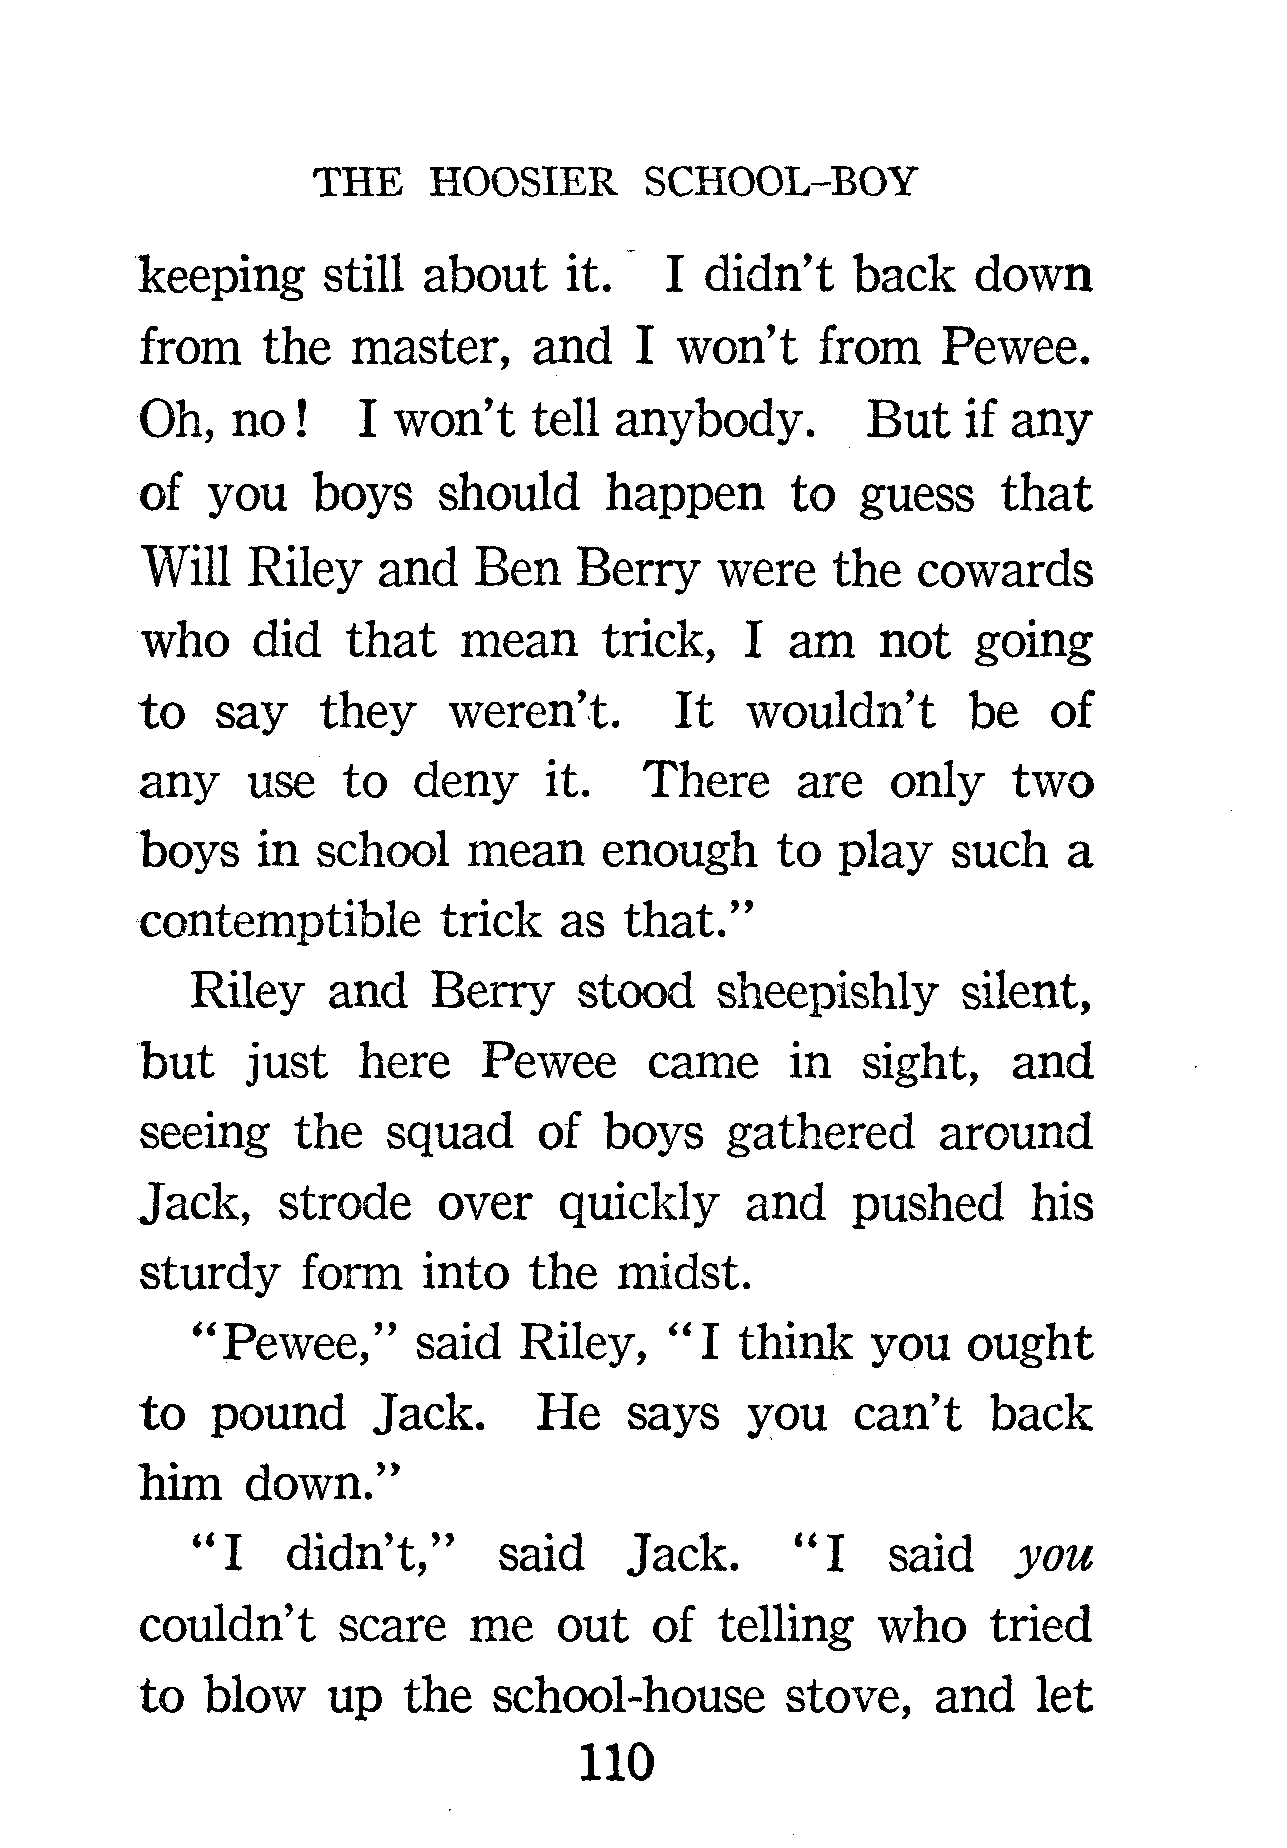 THE HOOSIER SCHOOL-BOY
keeping still about it. I didn't back down
from the master, and I won't from Pewee.
Oh, no! I won't tell anybody. But if any
of you boys should happen to guess that
Will Riley and Ben Berry were the cowards
who did that mean trick, I am not going
to say they weren't. It wouldn't be of
any use to deny it. There are only two
boys in school mean enough to play such a
contemptible trick as that."
Riley and Berry stood sheepishly silent,
but just here Pewee came in sight, and
seeing the squad of boys gathered around
Jack, strode over quickly and pushed his
sturdy form into the midst.
"Pewee," said Riley, "I think you ought
to pound Jack. He says you can't back
him down."
"I didn't," said Jack. "I said you
couldn't scare me out of telling who tried
to blow up the school-house stove, and let
110